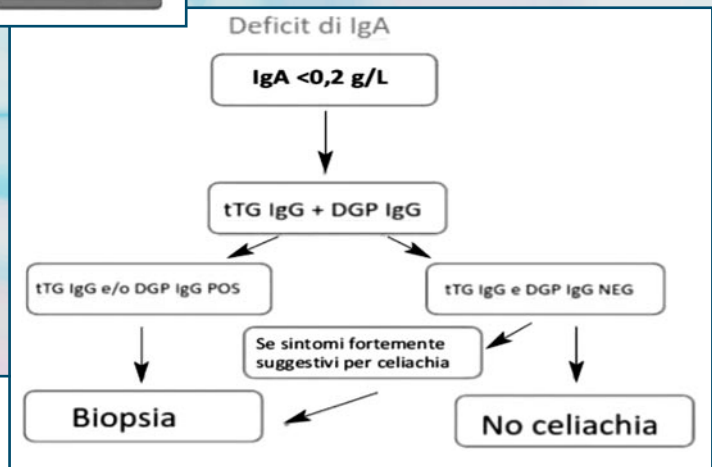 Deficit di IgA
IgA <0,2 g/L
tTG IgG + DGP IgG
tTG IgG e/o DGP IgG POS
tTG IgG e DGP IgG NEG
Se sintomi fortemente
suggestivi per celiachia
Biopsia
No celiachia